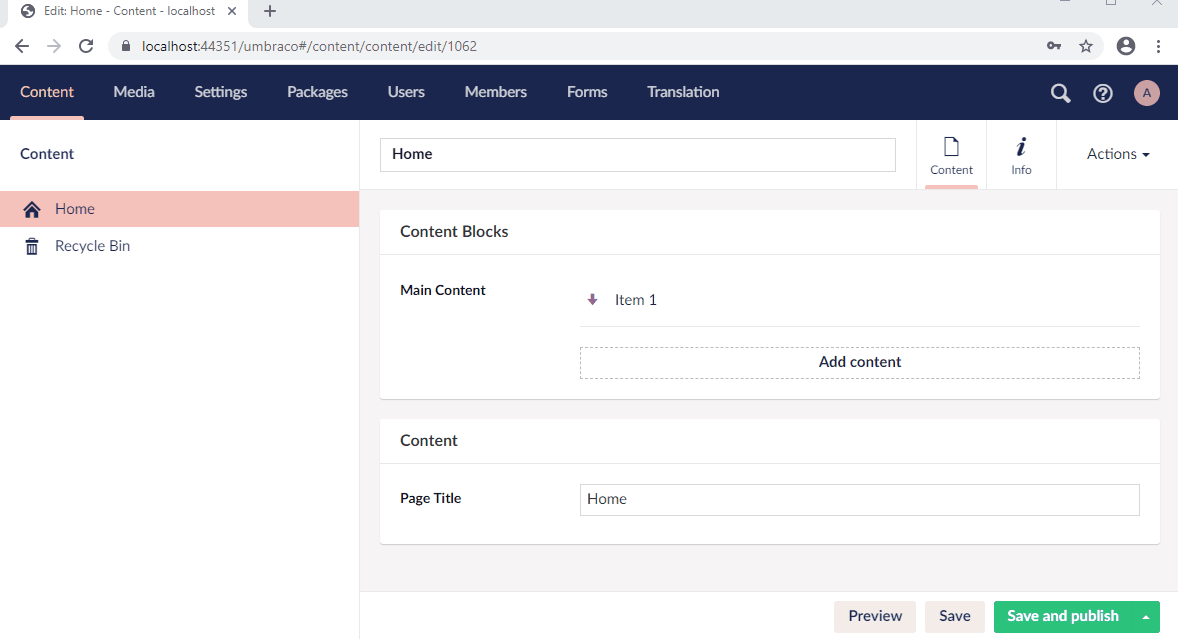 Edit: Home - Content - localhost
localhost:44351/umbraco#/content/content/edit/1062
Content Media Settings Packages Users Members Forms Translation A
Content
Home
Recycle Bin
Home
Content
Info
Actions
Content Blocks
Main Content
Item 1
Add content
Content
Page Title
Home
Preview
Save
Save and publish